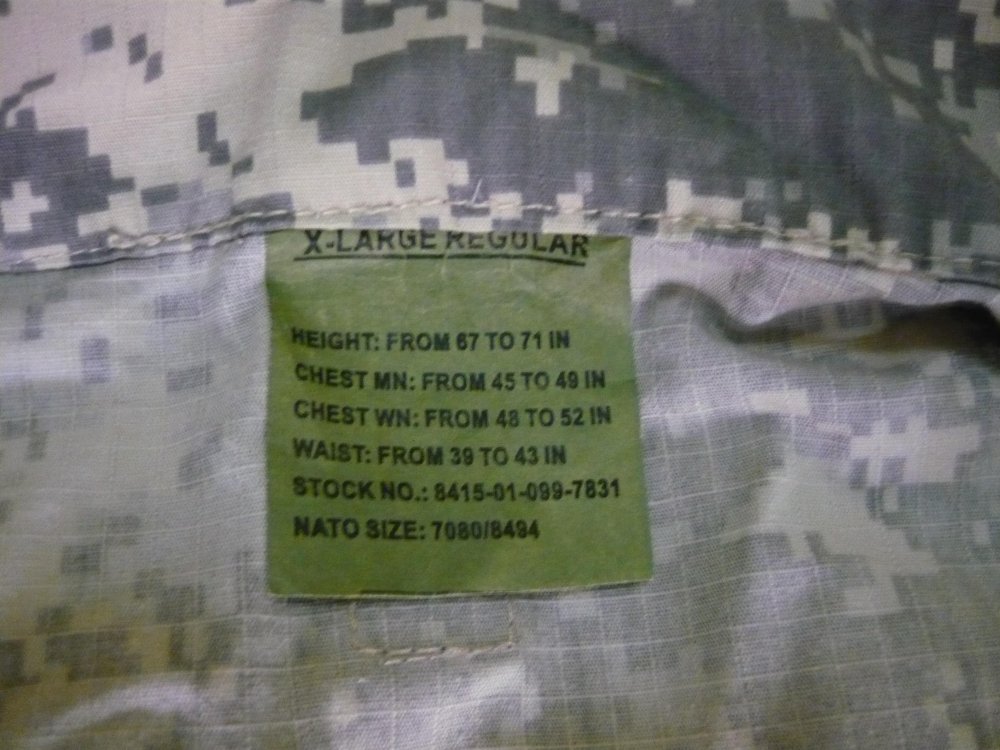 X-LARGE REGULAR
HEIGHT: FROM 67 TO 71 IN
CHEST MN: FROM 45 TO 49 IN
CHEST WN: FROM 48 TO 52 IN
WAIST: FROM 39 TO 43 IN
STOCK NO.: 8415-01-099-7831
NATO SIZE: 7080/8494